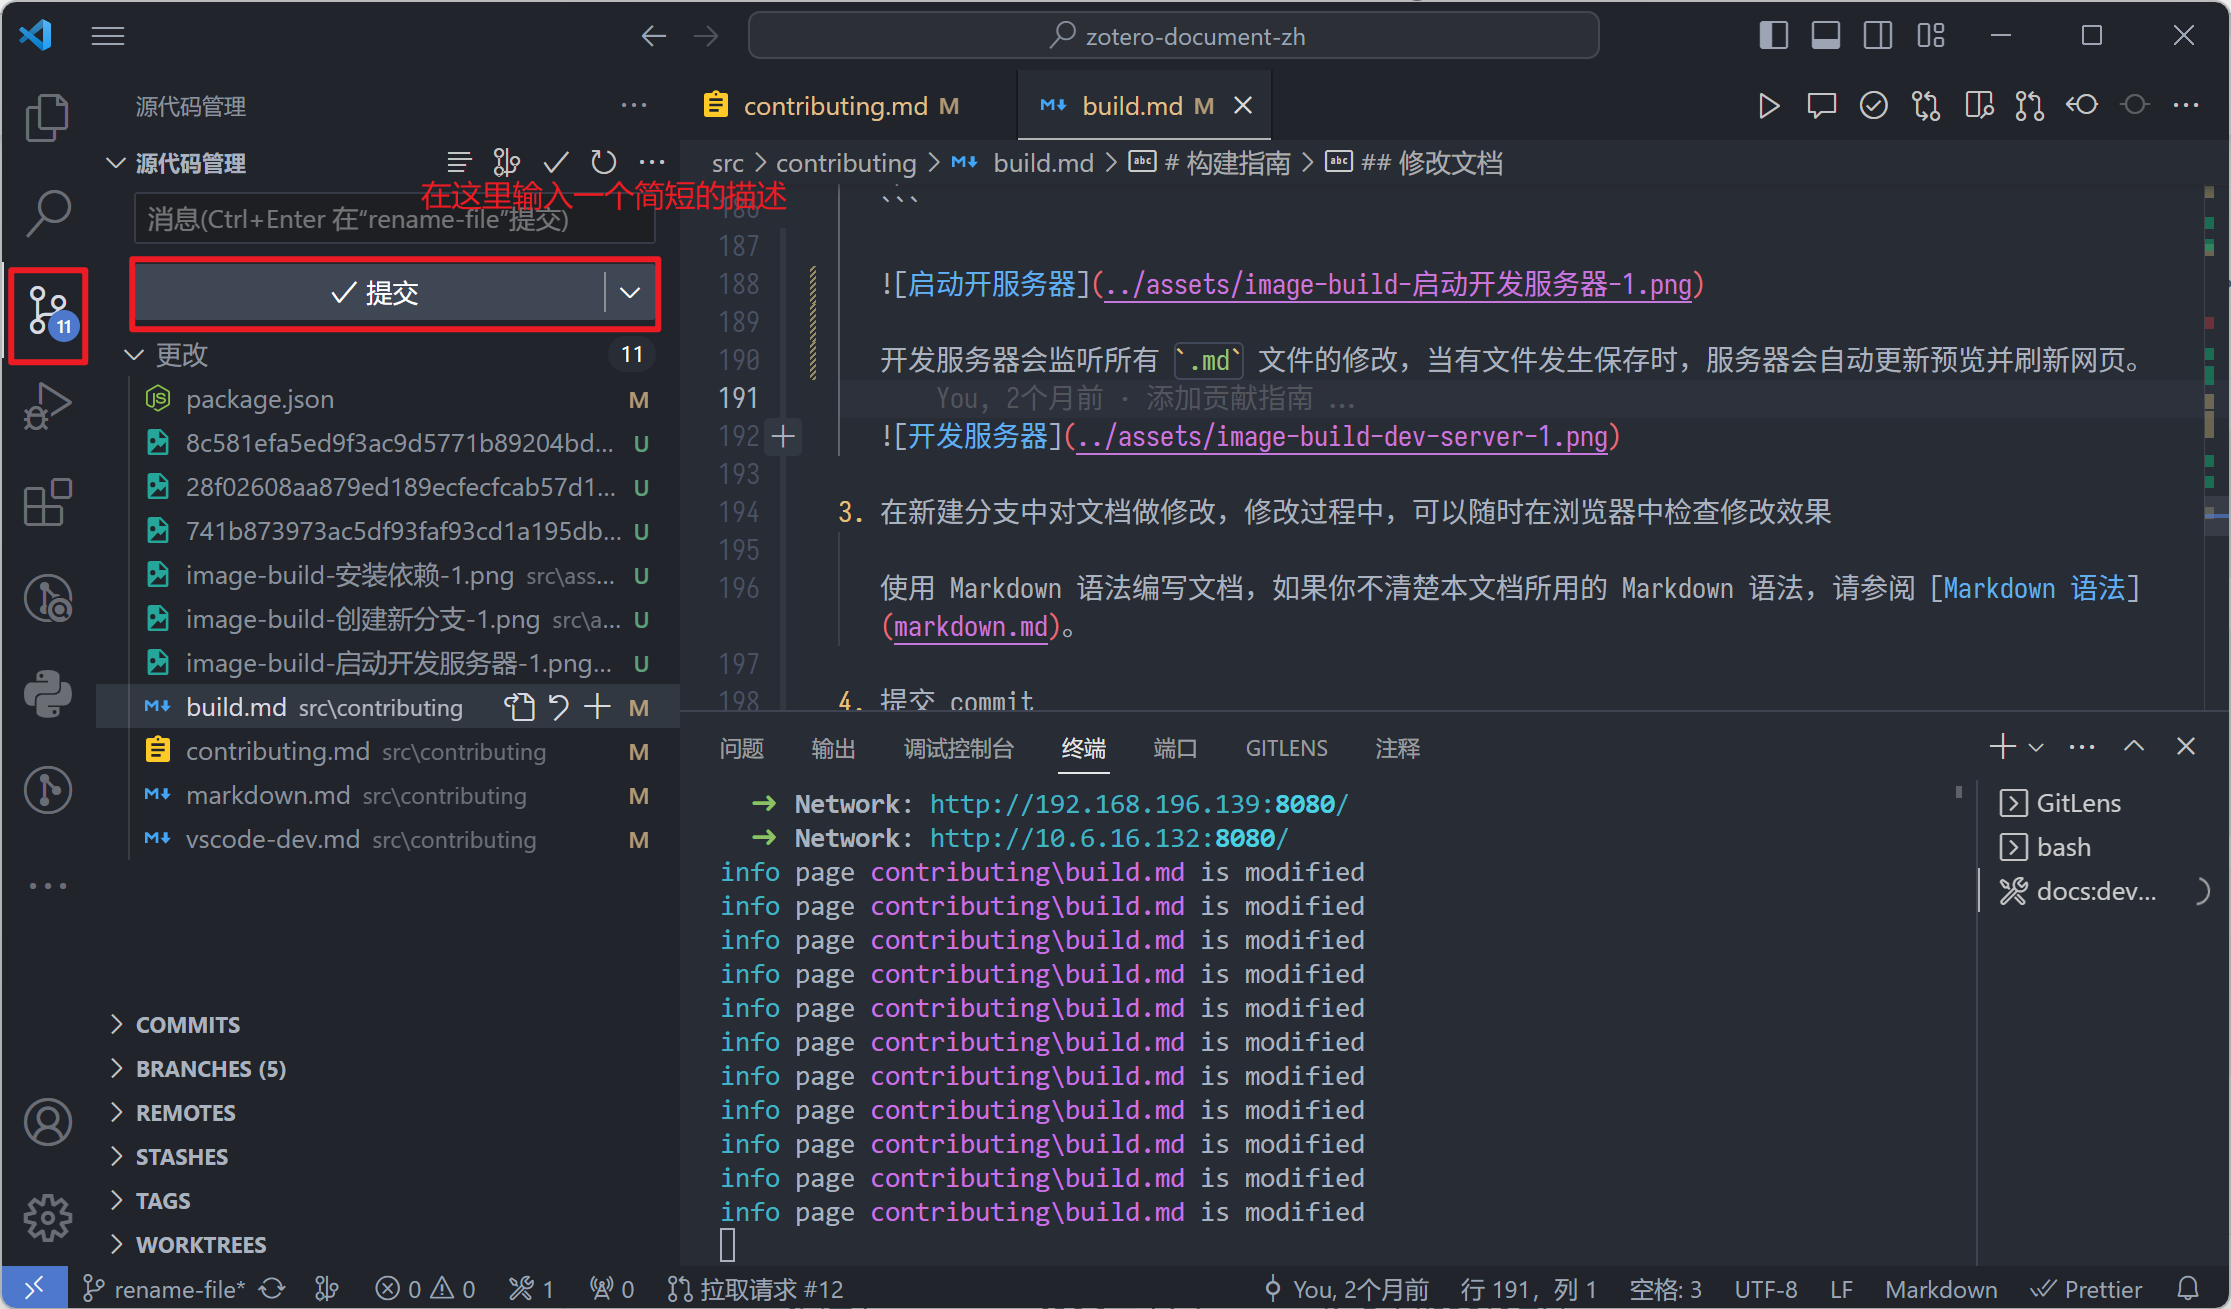 zotero-document-zh
源代码管理
源代码管理
在这里输入一个简短的描述
消息(Ctrl+Enter 在“rename-file”提交)
提交
11
更改
11
package.json M
8c581efa5ed9f3ac9d5771b89204bd... U
28f02608aa879ed189ecfecfcab57d1... U
741b873973ac5df93faf93cd1a195db... U
image-build-安装依赖-1.png src\ass... U
image-build-创建新分支-1.png src\a... U
image-build-启动开发服务器-1.png... U
build.md src\contributing M
contributing.md src\contributing M
markdown.md src\contributing M
vscode-dev.md src\contributing M
COMMITS
BRANCHES (5)
REMOTES
STASHES
TAGS
WORKTREES
contributing.md M
build.md M
src > contributing > build.md > # 构建指南 > ## 修改文档
186 ```
187
188 ![启动开服务器](../assets/image-build-启动开发服务器-1.png)
189
190 开发服务器会监听所有 `.md` 文件的修改，当有文件发生保存时，服务器会自动更新预览并刷新网页。
191 You, 2个月前 · 添加贡献指南 ...
192 ![开发服务器](../assets/image-build-dev-server-1.png)
193
194 3. 在新建分支中对文档做修改，修改过程中，可以随时在浏览器中检查修改效果
195
196 使用 Markdown 语法编写文档，如果你不清楚本文档所用的 Markdown 语法，请参阅 [Markdown 语法]
(markdown.md)。
197
198 4. 提交 commit
问题 输出 调试控制台 终端 端口 GITLENS 注释
➜ Network: http://192.168.196.139:8080/
➜ Network: http://10.6.16.132:8080/
info page contributing\build.md is modified
info page contributing\build.md is modified
info page contributing\build.md is modified
info page contributing\build.md is modified
info page contributing\build.md is modified
info page contributing\build.md is modified
info page contributing\build.md is modified
info page contributing\build.md is modified
info page contributing\build.md is modified
info page contributing\build.md is modified
info page contributing\build.md is modified
GitLens
bash
docs:dev...
rename-file* 0 0 1 0 拉取请求 #12 You, 2个月前 行 191，列 1 空格: 3 UTF-8 LF Markdown Prettier